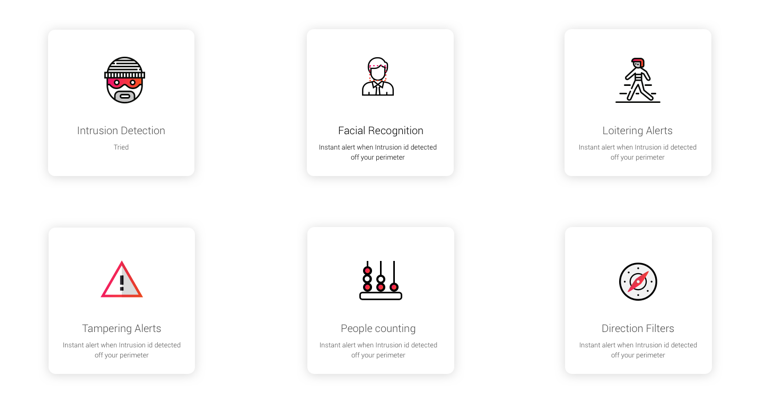 Intrusion Detection
Tried
Facial Recognition
Instant alert when Intrusion id detected
off your perimeter
Loitering Alerts
Instant alert when Intrusion id detected
off your perimeter
Tampering Alerts
Instant alert when Intrusion id detected
off your perimeter
People counting
Instant alert when Intrusion id detected
off your perimeter
Direction Filters
Instant alert when Intrusion id detected
off your perimeter